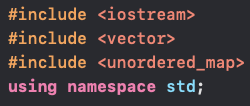 #include <iostream>
#include <vector>
#include <unordered_map>
using namespace std;